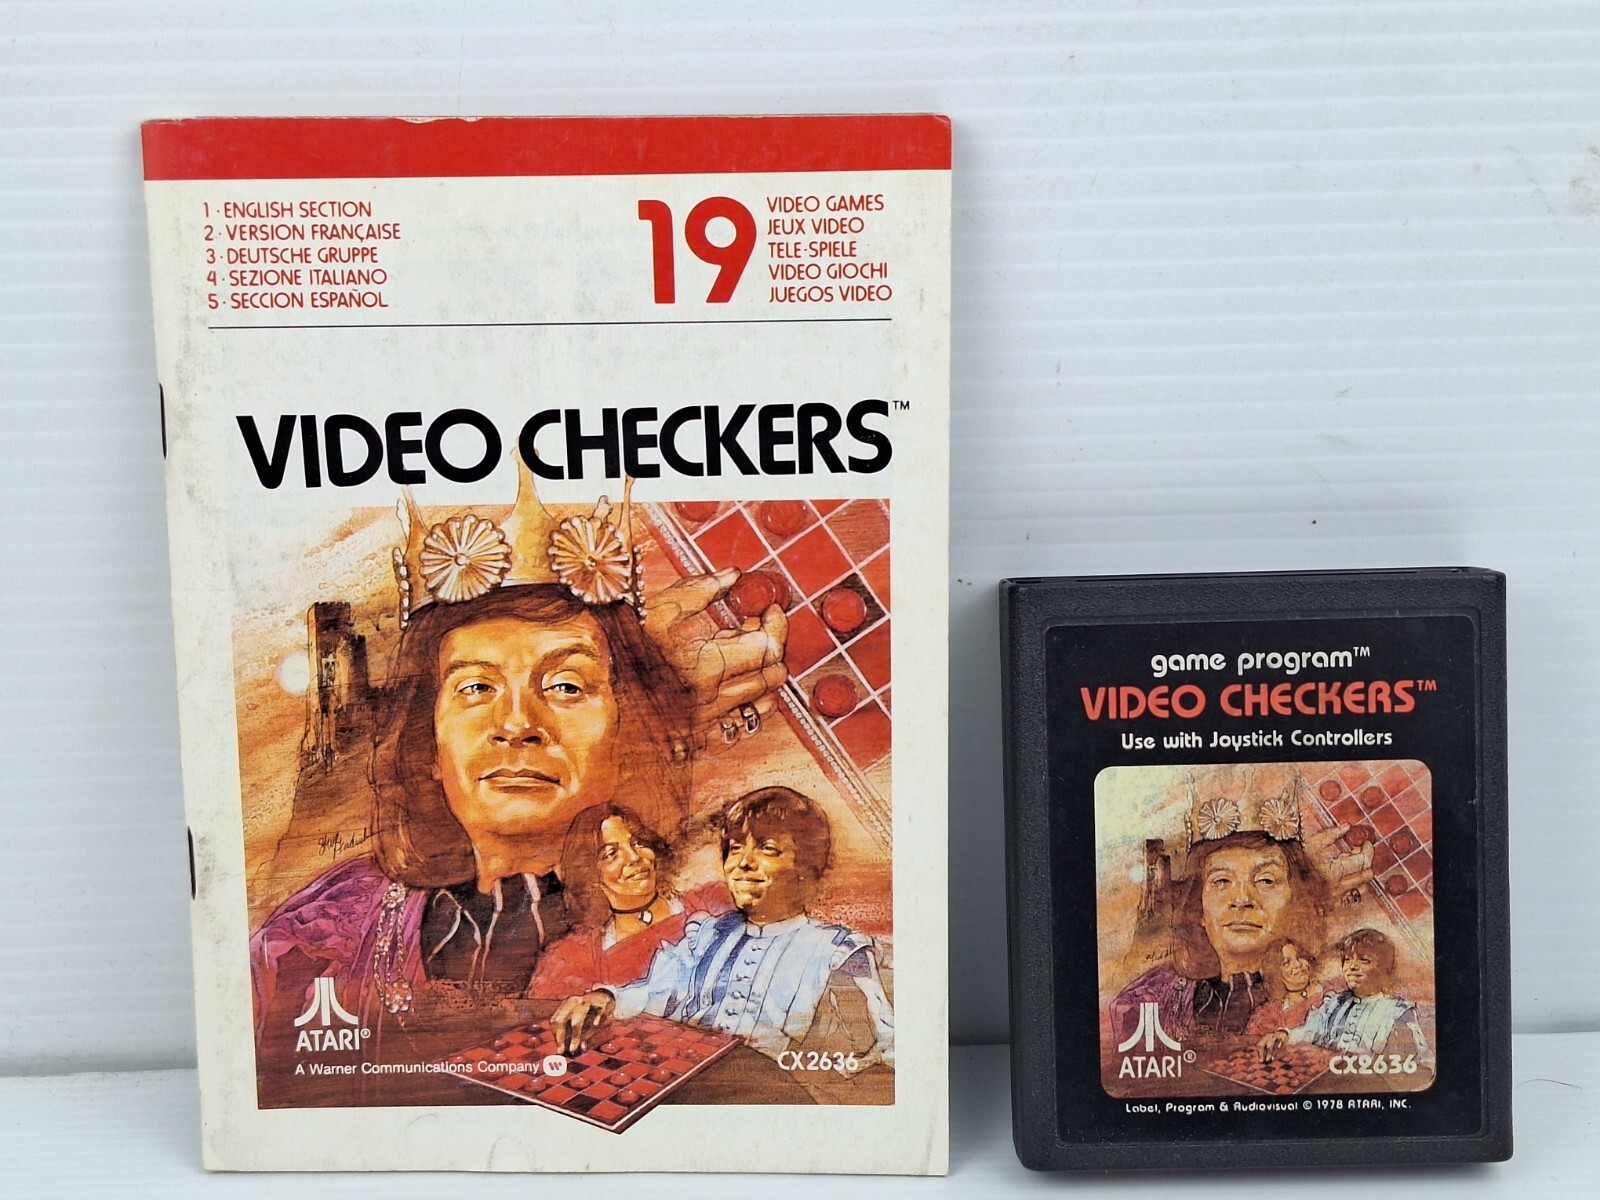 1 · ENGLISH SECTION
2 · VERSION FRANÇAISE
3 · DEUTSCHE GRUPPE
4 · SEZIONE ITALIANO
5 · SECCION ESPAÑOL
19
VIDEO GAMES
JEUX VIDEO
TELE-SPIELE
VIDEO GIOCHI
JUEGOS VIDEO
VIDEO CHECKERS™
ATARI®
A Warner Communications Company
CX2636
game program™
VIDEO CHECKERS™
Use with Joystick Controllers
ATARI®
CX2636
Label, Program & Audiovisual © 1978 ATARI, INC.